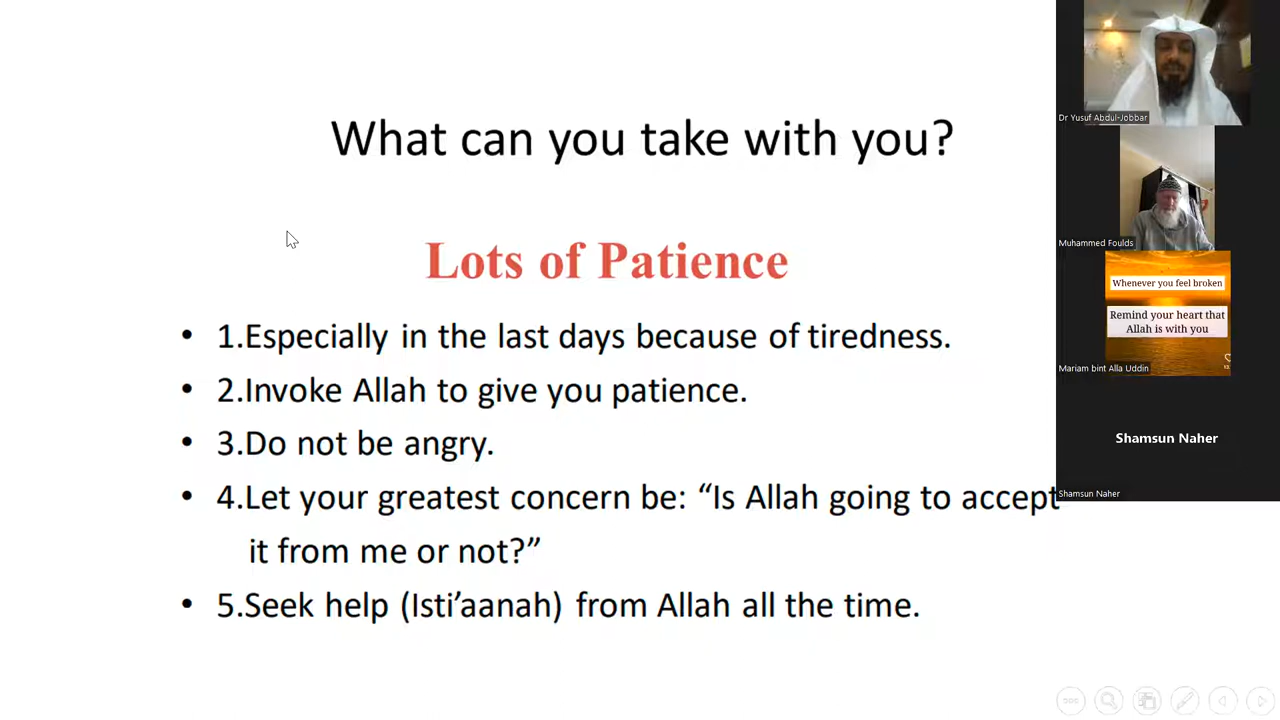 What can you take with you?
Lots of Patience
• 1.Especially in the last days because of tiredness.
• 2.Invoke Allah to give you patience.
• 3.Do not be angry.
• 4.Let your greatest concern be: “Is Allah going to accept
it from me or not?”
• 5.Seek help (Isti’aanah) from Allah all the time.
Dr Yusuf Abdul-Jobbar
Muhammed Foulds
Whenever you feel broken
Remind your heart that
Allah is with you
Mariam bint Alla Uddin
Shamsun Naher
Shamsun Naher